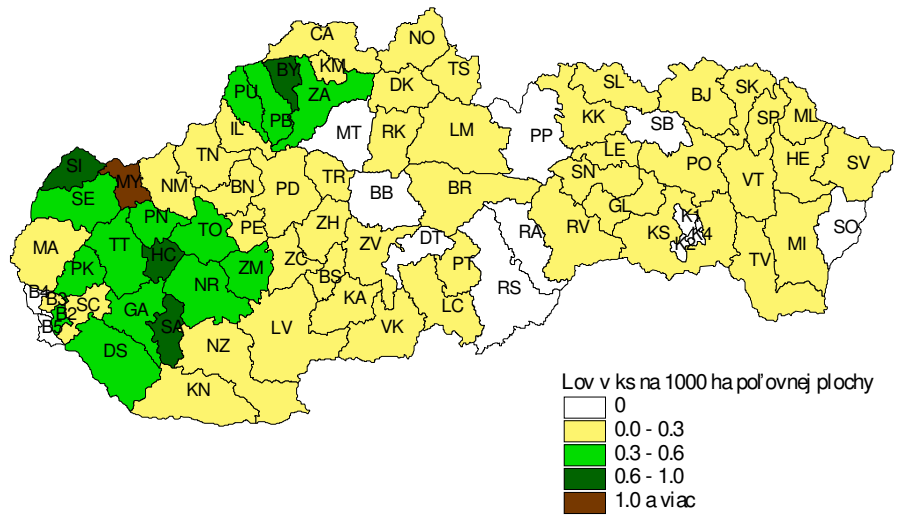 CA
NO
KM
TS
BY
PU
ZA
DK
SL
BJ
SK
PB
IL
MT
RK
LM
PP
KK
SB
SP
ML
TN
LE
PO
HE
SV
SI
MY
NM
BN
PD
TR
BB
BR
SN
VT
SE
PN
TO
PE
ZH
GL
K1
MA
TT
HC
ZV
DT
RA
RV
KS
K4
K2
MI
SO
PK
NR
ZM
ZC
BS
PT
TV
B4
B3
SC
B2
GA
KA
RS
B5
SA
LV
VK
LC
DS
NZ
KN
Lov v ks na 1000 ha poľovnej plochy
0
0.0 - 0.3
0.3 - 0.6
0.6 - 1.0
1.0 a viac